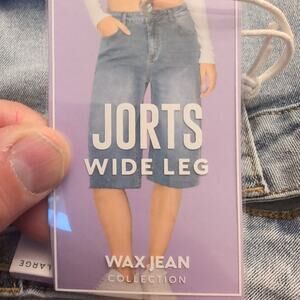 JORTS
WIDE LEG
WAX JEAN
COLLECTION
LARGE